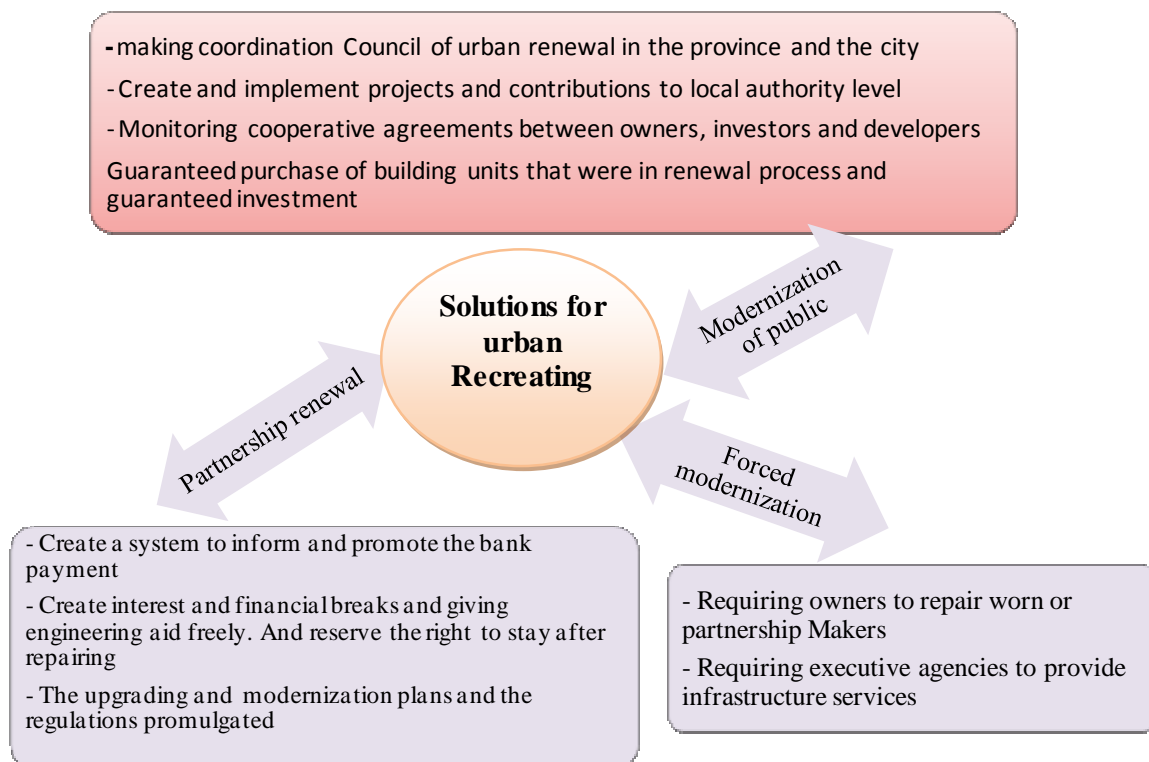 -making coordination Council of urban renewal in the province and the city
- Create and implement projects and contributions to local authority level
- Monitoring cooperative agreements between owners, investors and developers
Guaranteed purchase of building units that were in renewal process and
guaranteed investment
Solutions for
urban
Recreating
Modernization
of public
Partnership renewal
Forced
modernization
- Create a system to inform and promote the bank
payment
- Create interest and financial breaks and giving
engineering aid freely. And reserve the right to stay after
repairing
- The upgrading and modernization plans and the
regulations promulgated
- Requiring owners to repair worn or
partnership Makers
- Requiring executive agencies to provide
infrastructure services